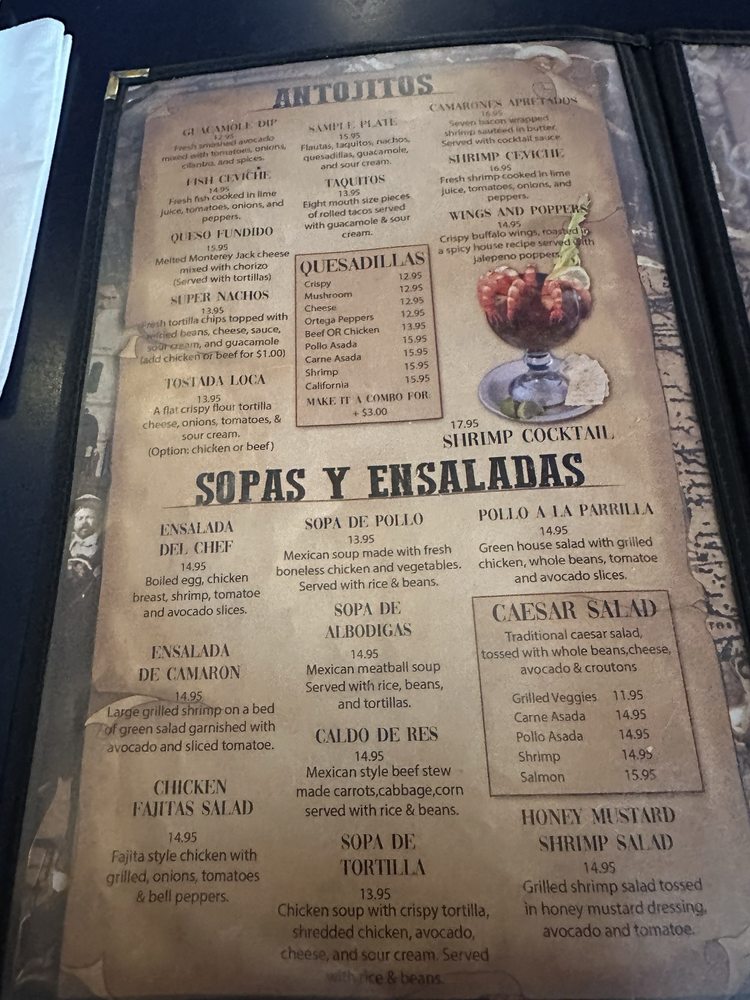 ANTOJITOS
GUACAMOLE DIP
12.95
Fresh smashed avocado
mixed with tomatoes, onions,
cilantro, and spices.
FISH CEVICHE
14.95
Fresh fish cooked in lime
juice, tomatoes, onions, and
peppers.
QUESO FUNDIDO
15.95
Melted Monterey Jack cheese
mixed with chorizo
(Served with tortillas)
SUPER NACHOS
13.95
Fresh tortilla chips topped with
refried beans, cheese, sauce,
sour cream, and guacamole
(add chicken or beef for $1.00)
TOSTADA LOCA
13.95
A flat crispy flour tortilla
cheese, onions, tomatoes, &
sour cream.
(Option: chicken or beef)
SAMPLE PLATE
15.95
Flautas, taquitos, nachos,
quesadillas, guacamole,
and sour cream.
TAQUITOS
13.95
Eight mouth size pieces
of rolled tacos served
with guacamole & sour
cream.
QUESADILLAS
Crispy 12.95
Mushroom 12.95
Cheese 12.95
Ortega Peppers 12.95
Beef OR Chicken 13.95
Pollo Asada 15.95
Carne Asada 15.95
Shrimp 15.95
California 15.95
MAKE IT A COMBO FOR:
+ $3.00
CAMARONES APRETADOS
16.95
Seven bacon wrapped
shrimp sauteed in butter.
Served with cocktail sauce.
SHRIMP CEVICHE
16.95
Fresh shrimp cooked in lime
juice, tomatoes, onions, and
peppers.
WINGS AND POPPERS
14.95
Crispy buffalo wings, roasted in
a spicy house recipe served with
jalepeno poppers.
17.95
SHRIMP COCKTAIL
SOPAS Y ENSALADAS
ENSALADA
DEL CHEF
14.95
Boiled egg, chicken
breast, shrimp, tomatoe
and avocado slices.
ENSALADA
DE CAMARON
14.95
Large grilled shrimp on a bed
of green salad garnished with
avocado and sliced tomatoe.
CHICKEN
FAJITAS SALAD
14.95
Fajita style chicken with
grilled, onions, tomatoes
& bell peppers.
SOPA DE POLLO
13.95
Mexican soup made with fresh
boneless chicken and vegetables.
Served with rice & beans.
SOPA DE
ALBODIGAS
14.95
Mexican meatball soup
Served with rice, beans,
and tortillas.
CALDO DE RES
14.95
Mexican style beef stew
made carrots,cabbage,corn
served with rice & beans.
SOPA DE
TORTILLA
13.95
Chicken soup with crispy tortilla,
shredded chicken, avocado,
cheese, and sour cream. Served
with rice & beans.
POLLO A LA PARRILLA
14.95
Green house salad with grilled
chicken, whole beans, tomatoe
and avocado slices.
CAESAR SALAD
Traditional caesar salad,
tossed with whole beans,cheese,
avocado & croutons
Grilled Veggies 11.95
Carne Asada 14.95
Pollo Asada 14.95
Shrimp 14.95
Salmon 15.95
HONEY MUSTARD
SHRIMP SALAD
14.95
Grilled shrimp salad tossed
in honey mustard dressing,
avocado and tomatoe.